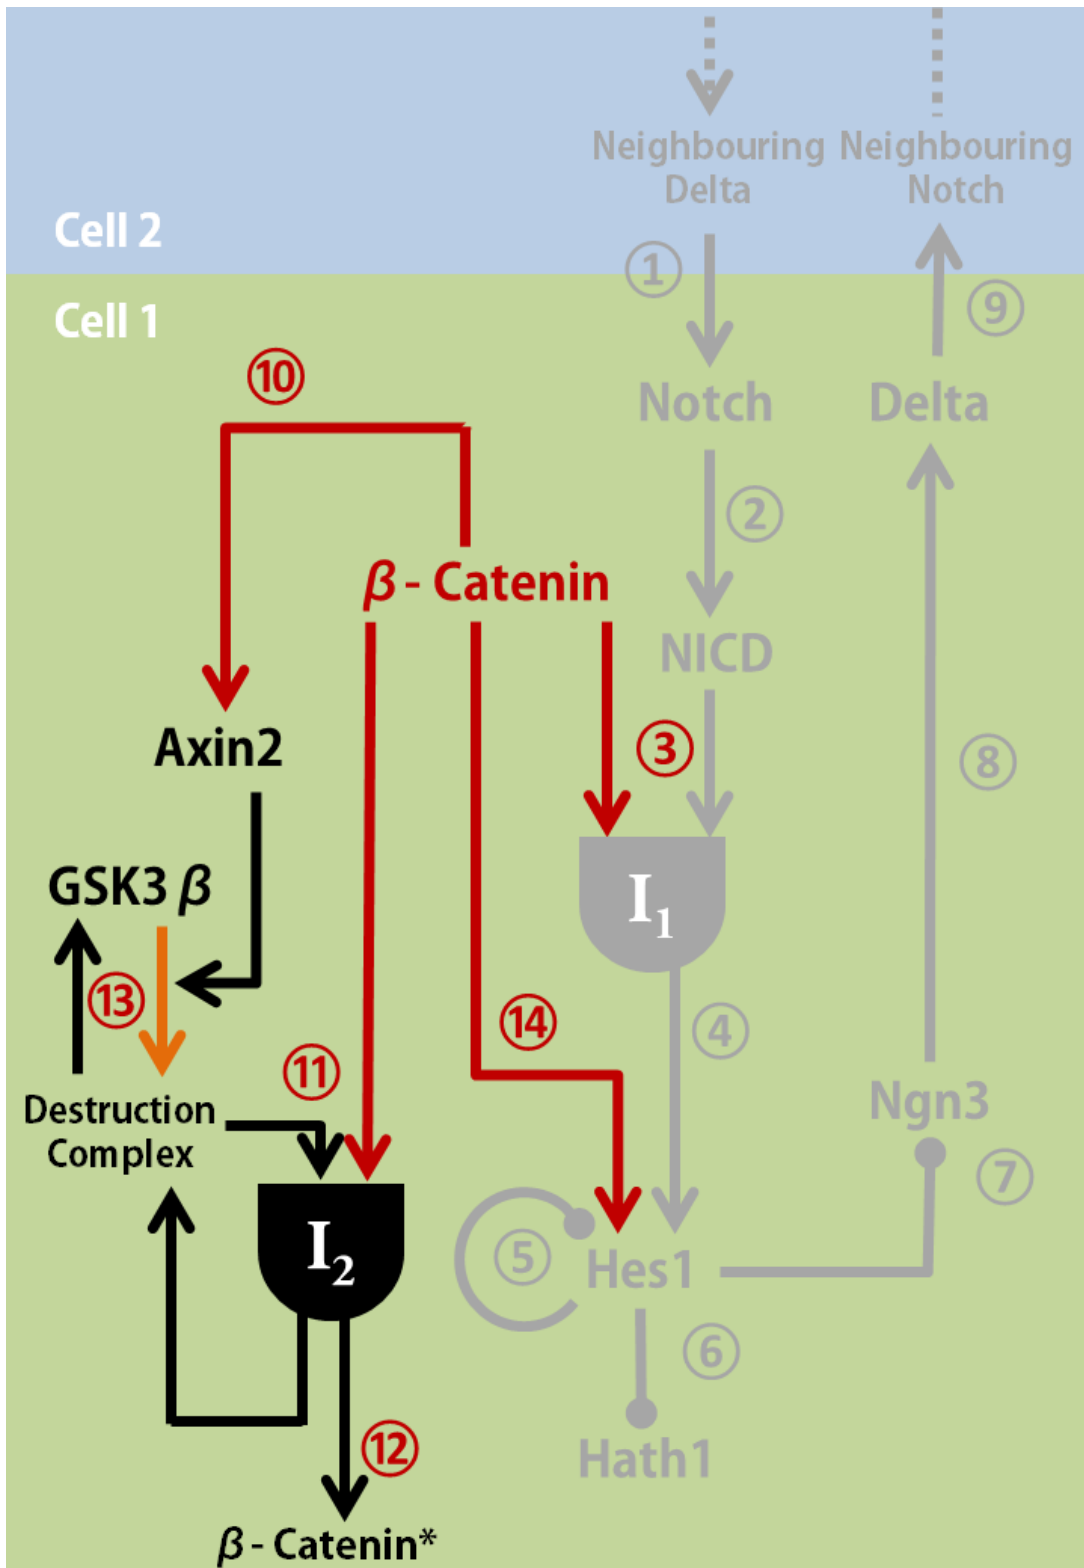 Neighbouring Neighbouring
Delta Notch
Cell 2
①
Cell 1
⑨
⑩
Notch Delta
②
β - Catenin
NICD
Axin2
③
⑧
GSK3 β
I₁
⑬
⑭
④
⑪
Destruction
Complex
Ngn3
⑦
I₂
⑤
Hes1
⑥
⑫
Hath1
β - Catenin*